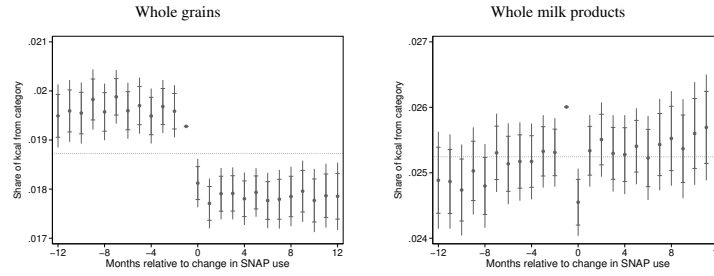 Whole grains
.021
.02
.019
.018
.017
Share of kcal from category
−12 −8 −4 0 4 8 12
Months relative to change in SNAP use
Whole milk products
.027
.026
.025
.024
Share of kcal from category
−12 −8 −4 0 4 8 1
Months relative to change in SNAP use